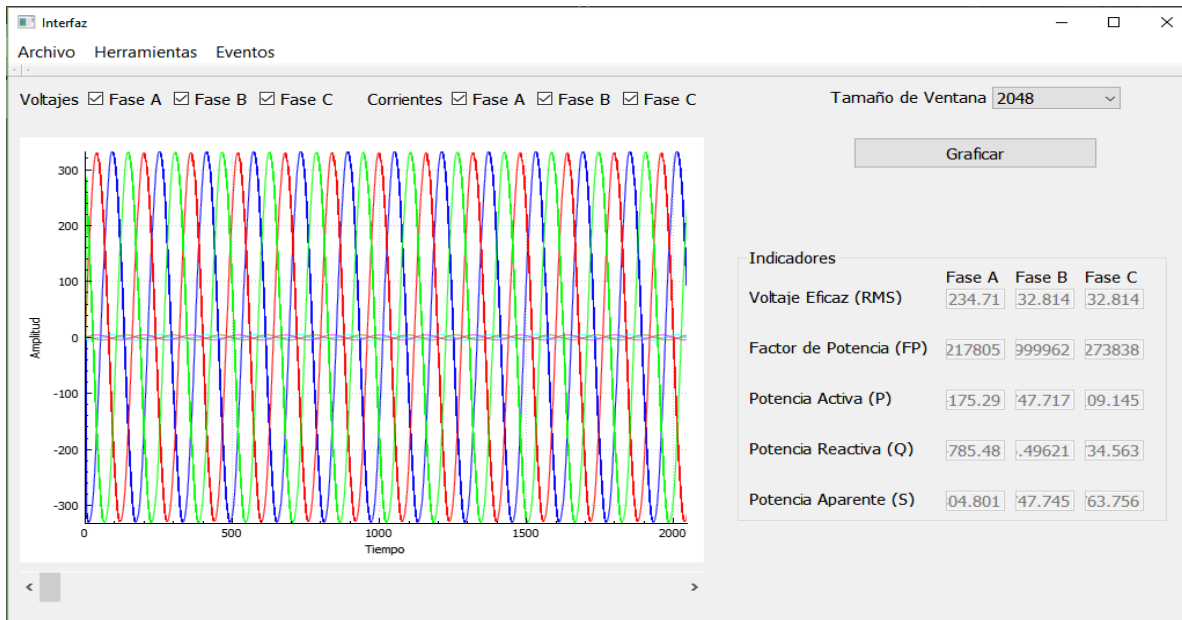 Interfaz
Archivo Herramientas Eventos
Voltajes Fase A Fase B Fase C Corrientes Fase A Fase B Fase C Tamaño de Ventana 2048
Graficar
300
200
100
0
-100
-200
-300
Amplitud
0 500 1000 1500 2000
Tiempo
Indicadores
Fase A Fase B Fase C
Voltaje Eficaz (RMS) 234.71 32.814 32.814
Factor de Potencia (FP) 217805 999962 273838
Potencia Activa (P) 175.29 47.717 09.145
Potencia Reactiva (Q) 785.48 .49621 34.563
Potencia Aparente (S) 04.801 47.745 63.756